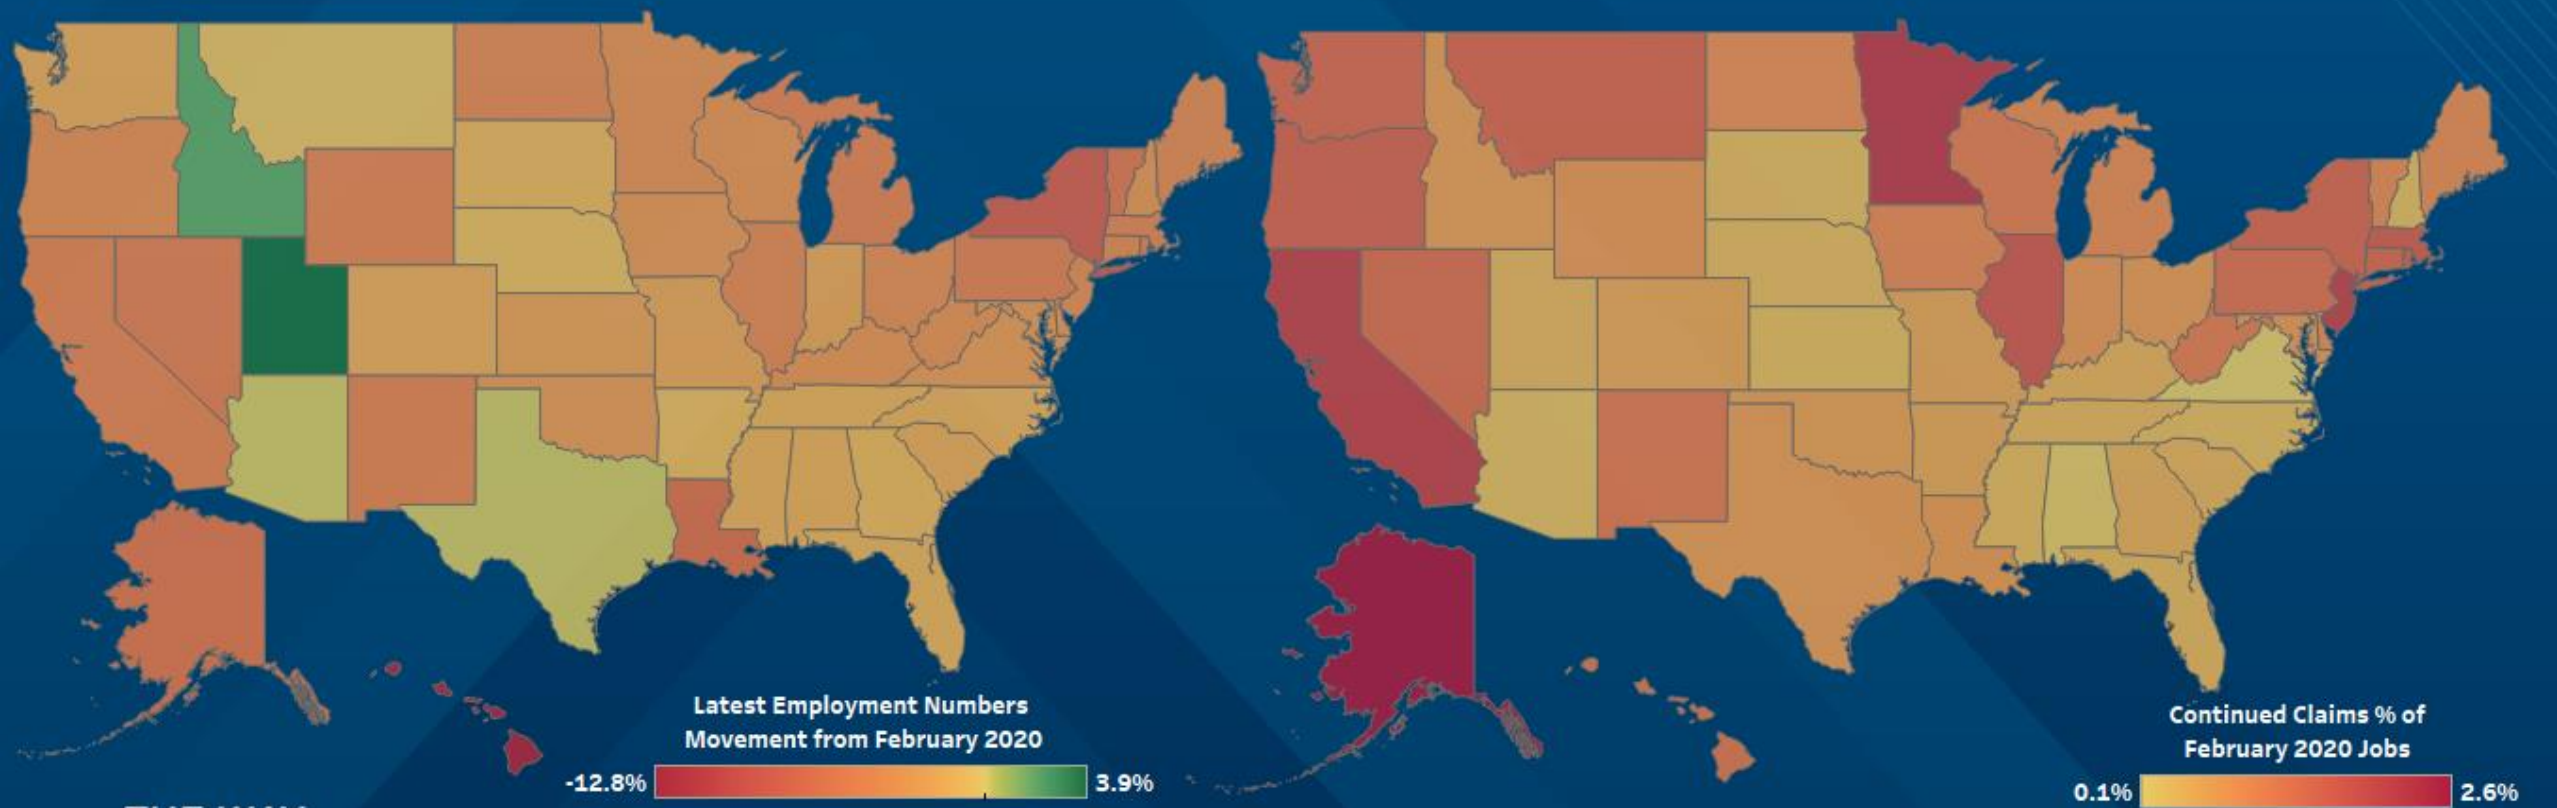 Latest Employment Numbers
Movement from February 2020
-12.8% 3.9%
Continued Claims % of
February 2020 Jobs
0.1% 2.6%